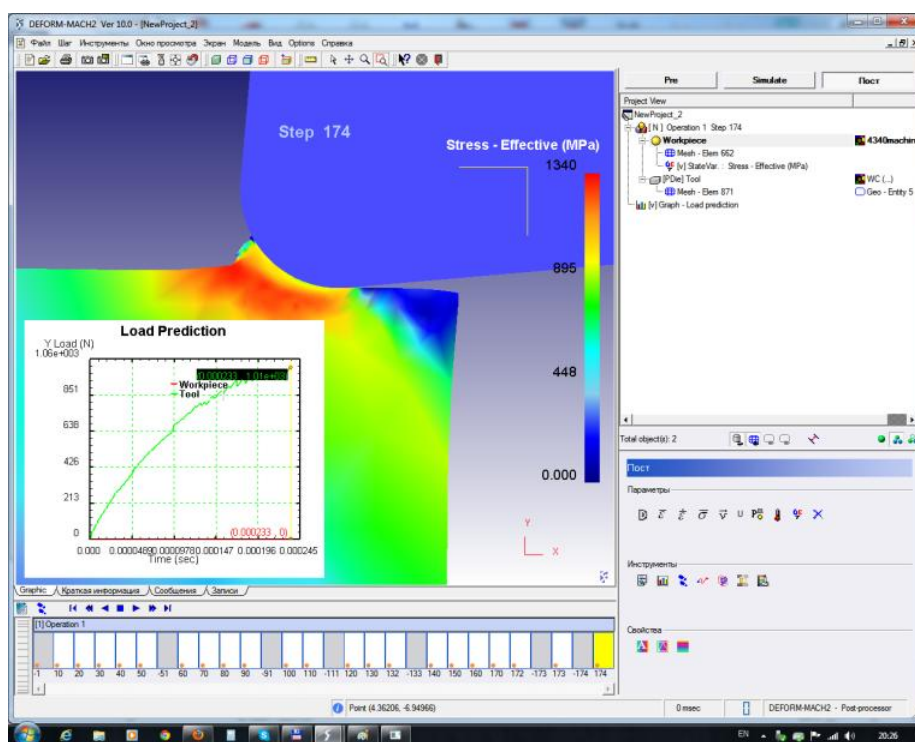 DEFORM-MACH2 Ver 10.0 - [NewProject_2]
Файл Шаг Инструменты Окно просмотра Экран Модель Вид Options Справка
Pre Simulate Пост
Project View
NewProject_2
[ N ] Operation 1 Step 174
Workpiece 4340machin
Mesh - Elem 662
[v] StateVar. : Stress - Effective (MPa)
[PDie] Tool WC (...)
Mesh - Elem 871 Geo - Entity 5
[v] Graph - Load prediction
Step 174
Stress - Effective (MPa)
1340
895
448
0.000
Load Prediction
Y Load (N)
1.06e+003
851
638
426
213
0
(0.000233 , 1.01e+003)
Workpiece
Tool
(0.000233 , 0)
0.000 0.0000489 0.0000978 0.000147 0.000196 0.000245
Time (sec)
Y
X
Total object(s): 2
Пост
Параметры
Инструменты
Свойства
Graphic Краткая информация Сообщения Записи
[1] Operation 1
-1 10 20 30 40 50 -51 60 70 80 90 -91 100 110 -111 120 130 132 -133 140 150 160 170 172 -173 173 -174 174
Point (4.36206, -6.94966)
0 msec
DEFORM-MACH2 - Post-processor
EN
20:26